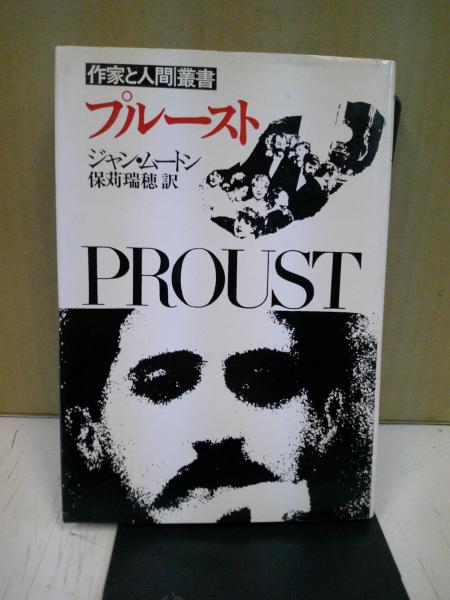 作家と人間叢書
プルースト
ジャン・ムートン
保苅瑞穂訳
PROUST